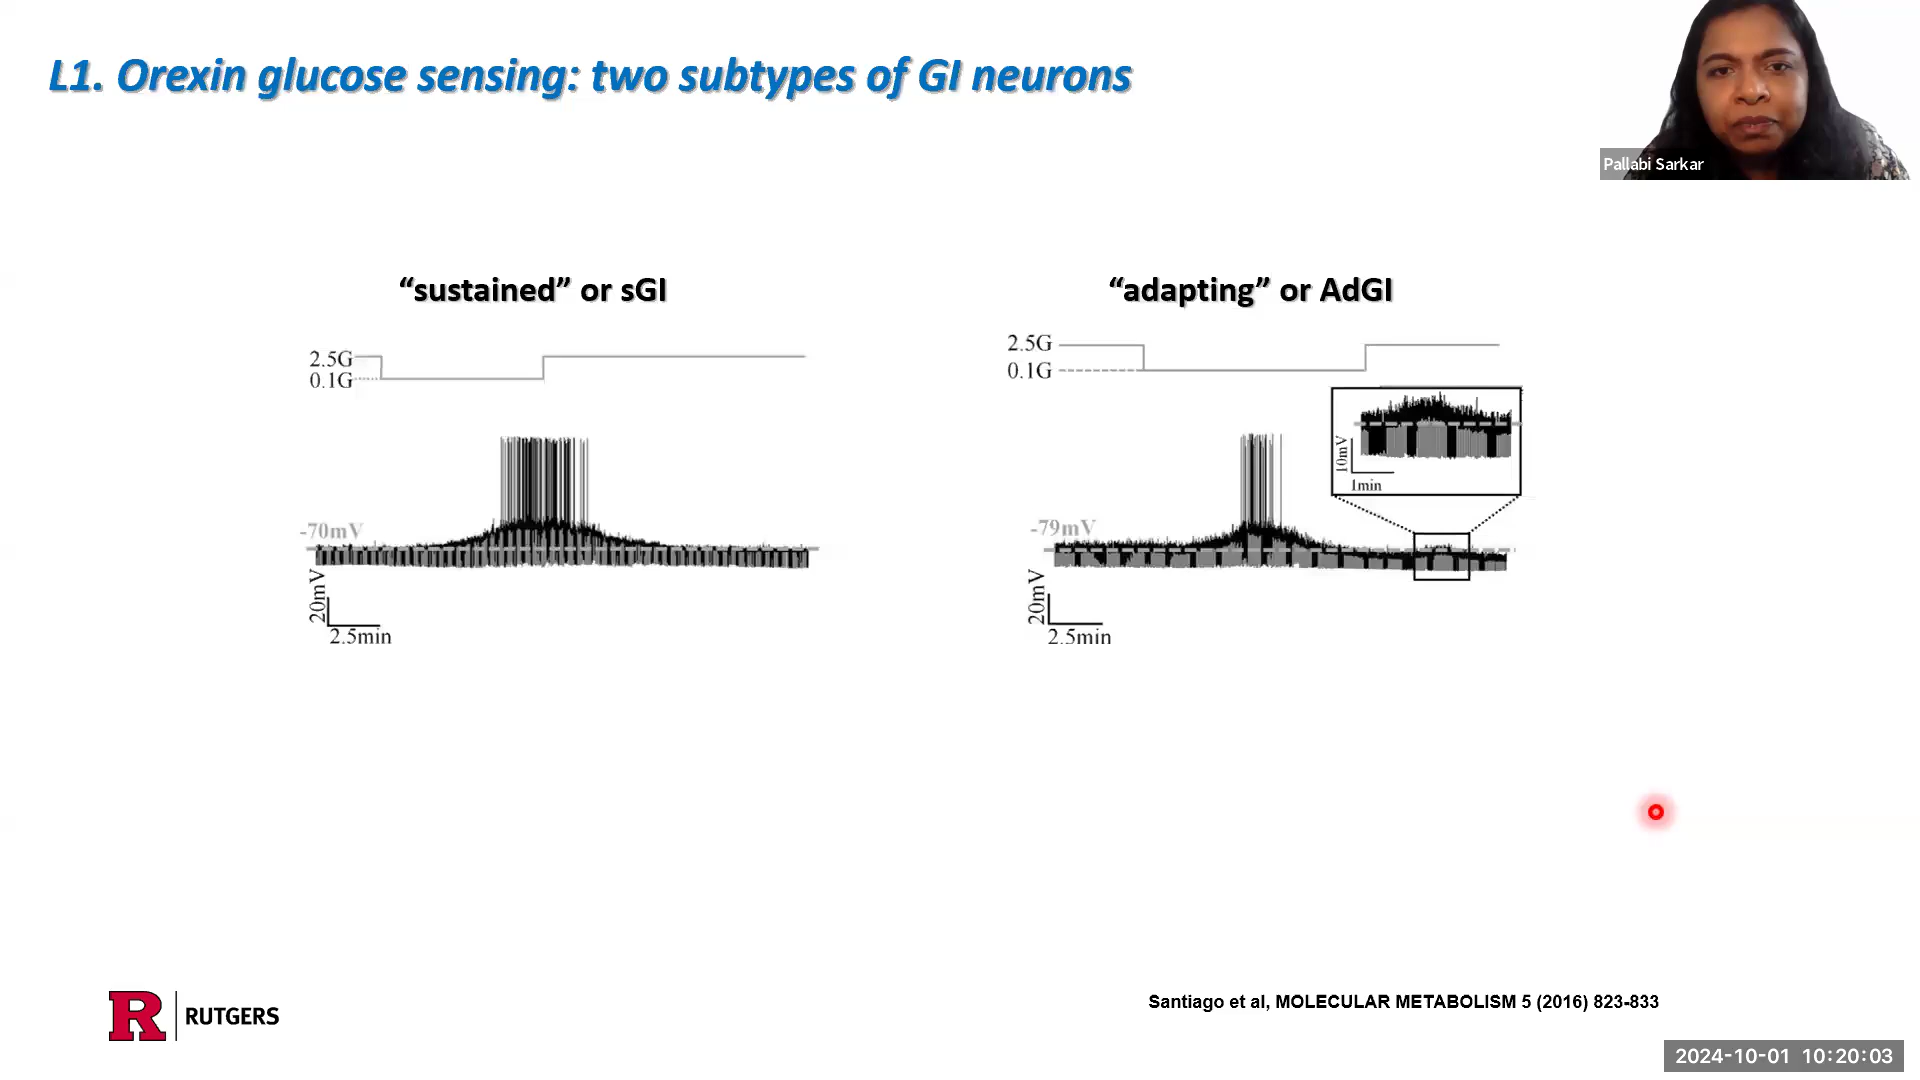 L1. Orexin glucose sensing: two subtypes of GI neurons
Pallabi Sarkar
“sustained” or sGI
2.5G
0.1G
-70mV
20mV
2.5min
“adapting” or AdGI
2.5G
0.1G
10mV
1min
-79mV
20mV
2.5min
R RUTGERS
Santiago et al, MOLECULAR METABOLISM 5 (2016) 823-833
2024-10-01 10:20:03